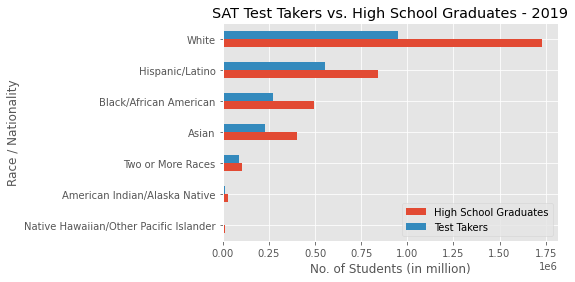 SAT Test Takers vs. High School Graduates - 2019
Race / Nationality
White
Hispanic/Latino
Black/African American
Asian
Two or More Races
American Indian/Alaska Native
Native Hawaiian/Other Pacific Islander
High School Graduates
Test Takers
0.00 0.25 0.50 0.75 1.00 1.25 1.50 1.75
1e6
No. of Students (in million)